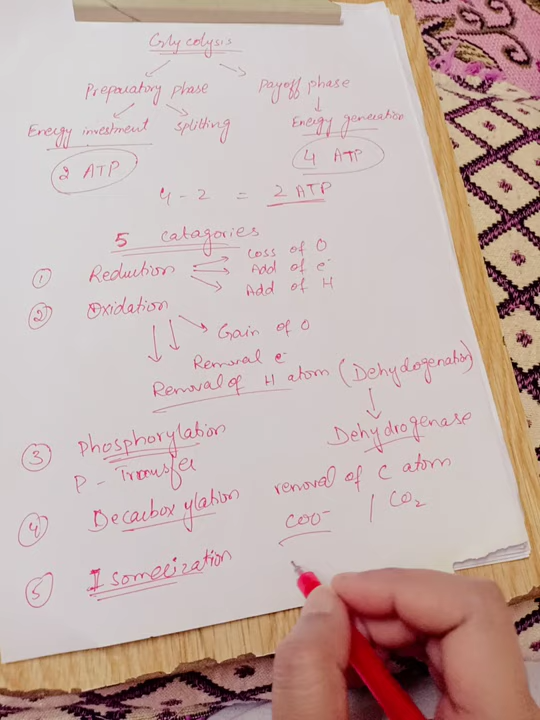 Glycolysis
Preparatory phase Payoff phase
Energy investment splitting Energy generation
2 ATP 4 ATP
4 - 2 = 2 ATP
5 catagories
① Reduction Loss of O
Add of e⁻
Add of H
② Oxidation
Gain of O
Removal e⁻
Removal of H atom (Dehydogenation)
③ Phosphorylation Dehydrogenase
P - Transfer
removal of C atom
④ Decarboxylation COO⁻ / CO₂
⑤ Isomerization